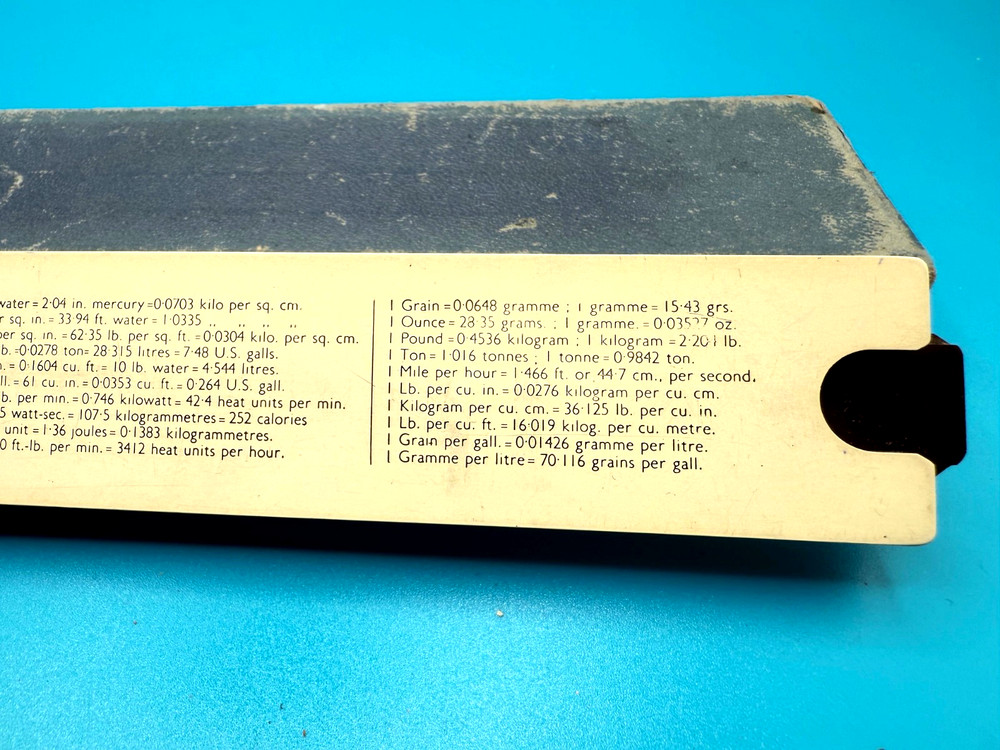 water = 2·04 in. mercury = 0·0703 kilo per sq. cm.
r sq. in. = 33·94 ft. water = 1·0335 „ „ „ „
per sq. in. = 62·35 lb. per sq. ft. = 0·0304 kilo. per sq. cm.
b. = 0·0278 ton = 28·315 litres = 7·48 U.S. galls.
= 0·1604 cu. ft. = 10 lb. water = 4·544 litres.
ll. = 61 cu. in. = 0·0353 cu. ft. = 0·264 U.S. gall.
b. per min. = 0·746 kilowatt = 42·4 heat units per min.
5 watt-sec. = 107·5 kilogrammetres = 252 calories
unit = 1·36 joules = 0·1383 kilogrammetres.
0 ft.-lb. per min. = 3412 heat units per hour.
1 Grain = 0·0648 gramme ; 1 gramme = 15·43 grs.
1 Ounce = 28·35 grams. ; 1 gramme. = 0·03527 oz.
1 Pound = 0·4536 kilogram ; 1 kilogram = lb.
1 Ton = 1·016 tonnes ; 1 tonne = 0·9842 ton.
1 Mile per hour = 1·466 ft. or 44·7 cm., per second.
1 Lb. per cu. in. = 0·0276 kilogram per cu. cm.
1 Kilogram per cu. cm. = 36·125 lb. per cu. in.
1 Lb. per cu. ft. = 16·019 kilog. per cu. metre.
1 Grain per gall. = 0·01426 gramme per litre.
1 Gramme per litre = 70·116 grains per gall.